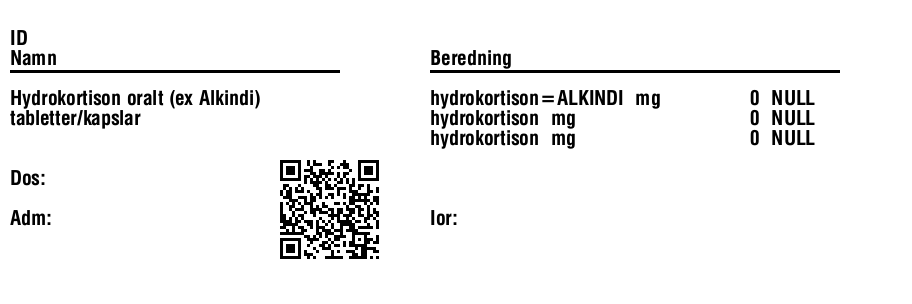 ID
Namn
Beredning
Hydrokortison oralt (ex Alkindi)
tabletter/kapslar
hydrokortison=ALKINDI mg 0 NULL
hydrokortison mg 0 NULL
hydrokortison mg 0 NULL
Dos:
Adm:
Ior: